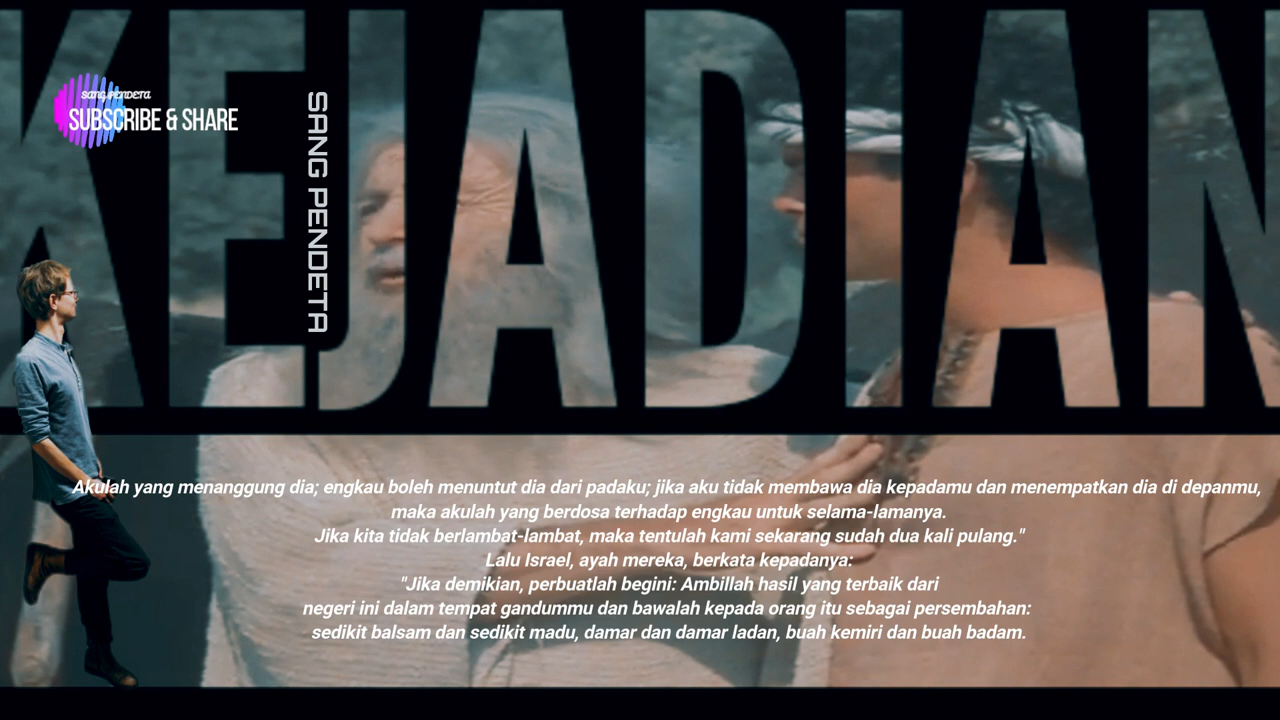 KEJADIAN
sang pendeta
SUBSCRIBE & SHARE
SANG PENDETA
Akulah yang menanggung dia; engkau boleh menuntut dia dari padaku; jika aku tidak membawa dia kepadamu dan menempatkan dia di depanmu,
maka akulah yang berdosa terhadap engkau untuk selama-lamanya.
Jika kita tidak berlambat-lambat, maka tentulah kami sekarang sudah dua kali pulang."
Lalu Israel, ayah mereka, berkata kepadanya:
"Jika demikian, perbuatlah begini: Ambillah hasil yang terbaik dari
negeri ini dalam tempat gandummu dan bawalah kepada orang itu sebagai persembahan:
sedikit balsam dan sedikit madu, damar dan damar ladan, buah kemiri dan buah badam.